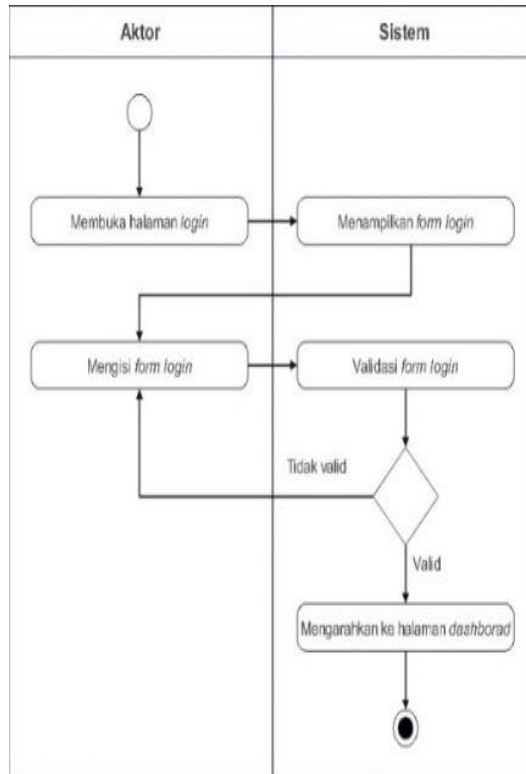 Aktor
Sistem
Membuka halaman login
Menampilkan form login
Mengisi form login
Validasi form login
Tidak valid
Valid
Mengarahkan ke halaman dashborad